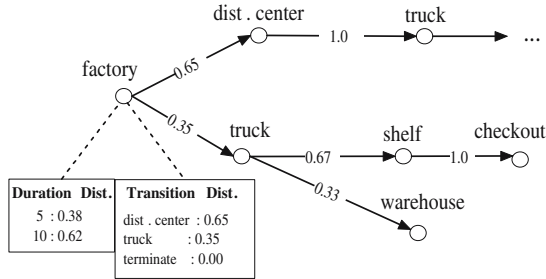 dist . center
truck
1.0
...
factory
0.65
0.35
truck
shelf
checkout
0.67
1.0
0.33
warehouse
Duration Dist.
5 : 0.38
10 : 0.62
Transition Dist.
dist . center : 0.65
truck : 0.35
terminate : 0.00